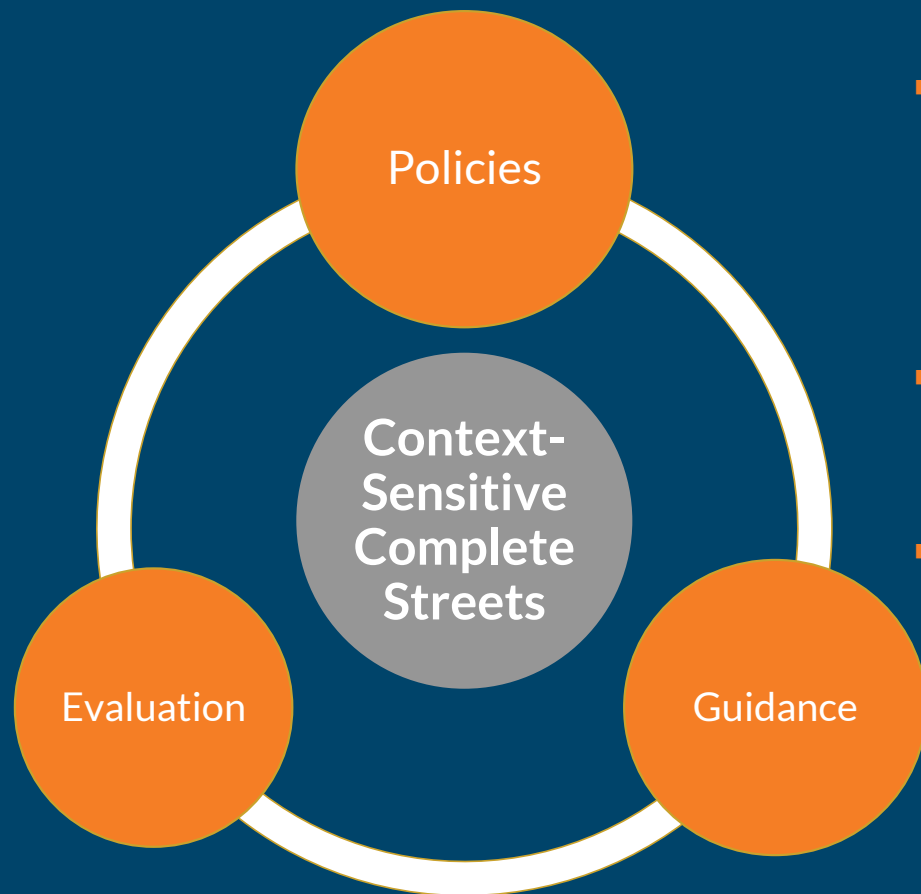 Policies
Context-
Sensitive
Complete
Streets
Evaluation
Guidance